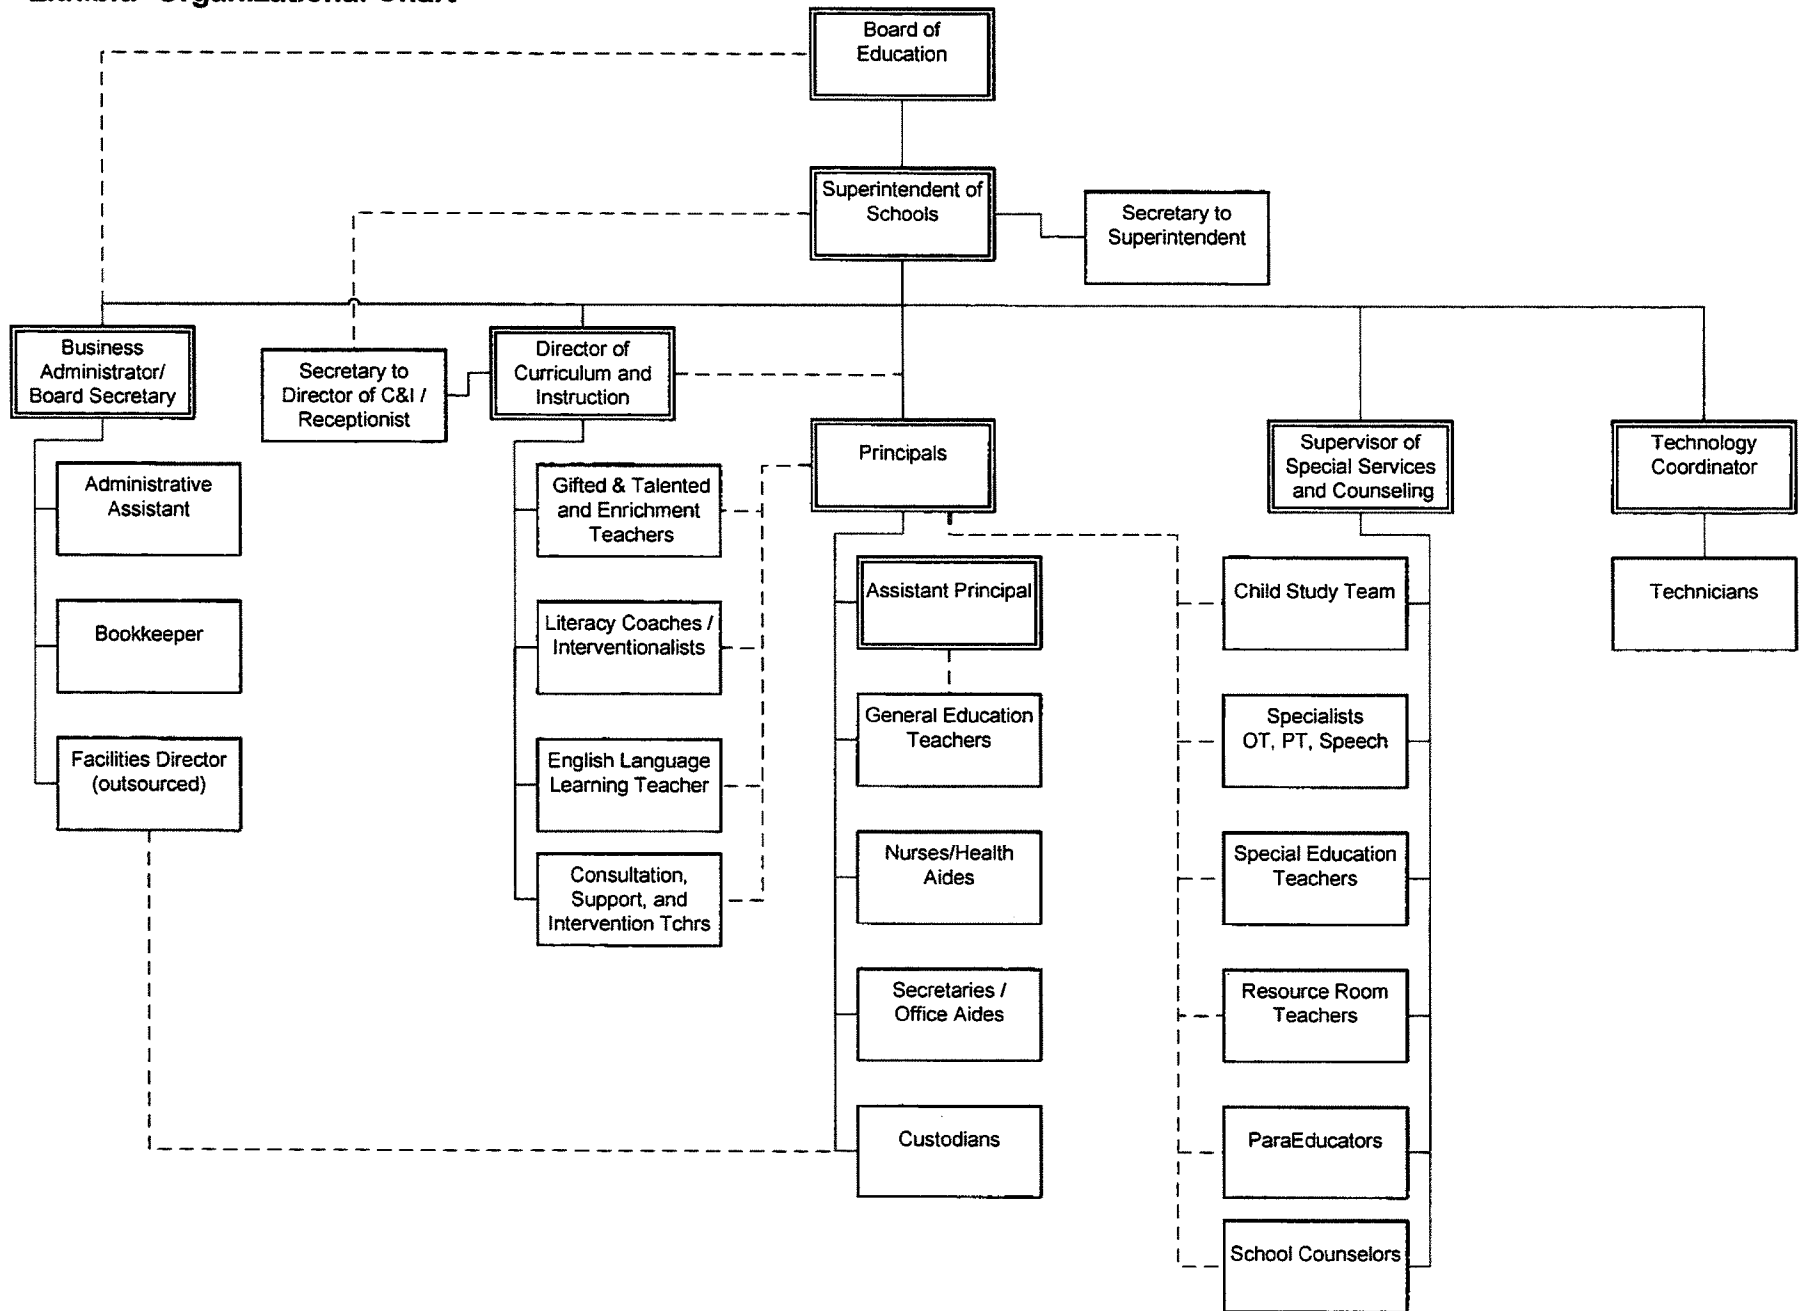 Organizational Chart
Board of
Education
Superintendent of
Schools
Secretary to
Superintendent
Business
Administrator/
Board Secretary
Secretary to
Director of C&I /
Receptionist
Director of
Curriculum and
Instruction
Principals
Supervisor of
Special Services
and Counseling
Technology
Coordinator
Administrative
Assistant
Bookkeeper
Facilities Director
(outsourced)
Gifted & Talented
and Enrichment
Teachers
Literacy Coaches /
Interventionalists
English Language
Learning Teacher
Consultation,
Support, and
Intervention Tchrs
Assistant Principal
General Education
Teachers
Nurses/Health
Aides
Secretaries /
Office Aides
Custodians
Child Study Team
Specialists
OT, PT, Speech
Special Education
Teachers
Resource Room
Teachers
ParaEducators
School Counselors
Technicians